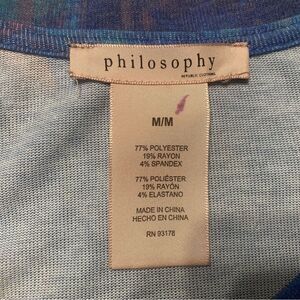 philosophy
REPUBLIC CLOTHING
M/M
77% POLYESTER
19% RAYON
4% SPANDEX
77% POLIÉSTER
19% RAYÓN
4% ELASTANO
MADE IN CHINA
HECHO EN CHINA
RN 93178